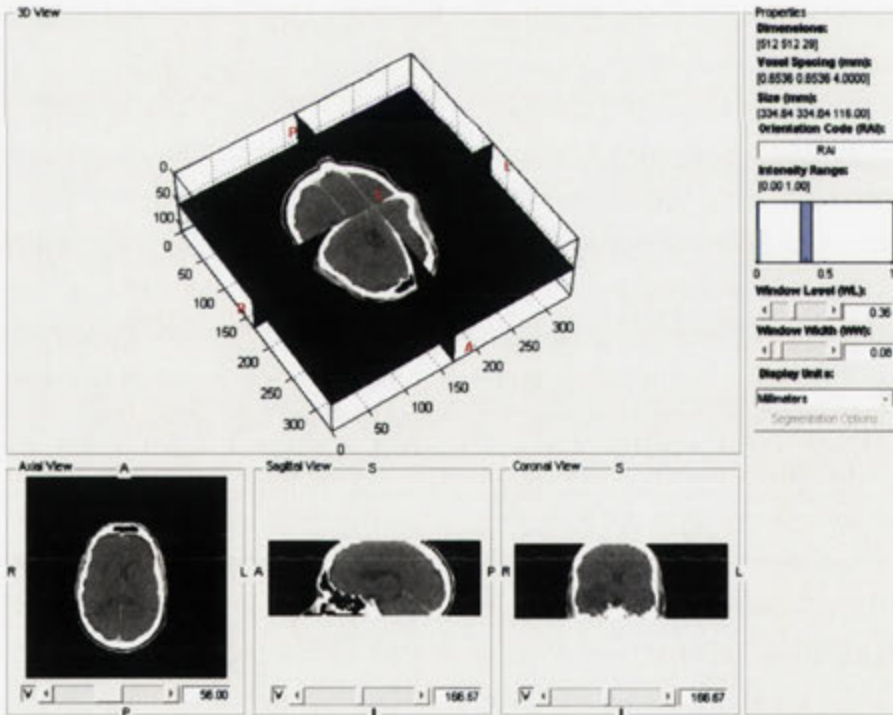 3D View
P
L
S
R
A
0
50
100
0
50
100
150
200
250
300
0
50
100
150
200
250
300
Properties
Dimensions:
[512 512 29]
Voxel Spacing (mm):
[0.6536 0.6536 4.0000]
Size (mm):
[334.64 334.64 116.00]
Orientation Code (RAI):
RAI
Intensity Range:
[0.00 1.00]
0 0.5 1
Window Level (WL):
0.36
Window Width (WW):
0.08
Display Units:
Millimeters
Segmentation Options
Axial View
A
R
L
P
56.00
Sagittal View
S
A
P
I
166.67
Coronal View
S
R
L
I
166.67